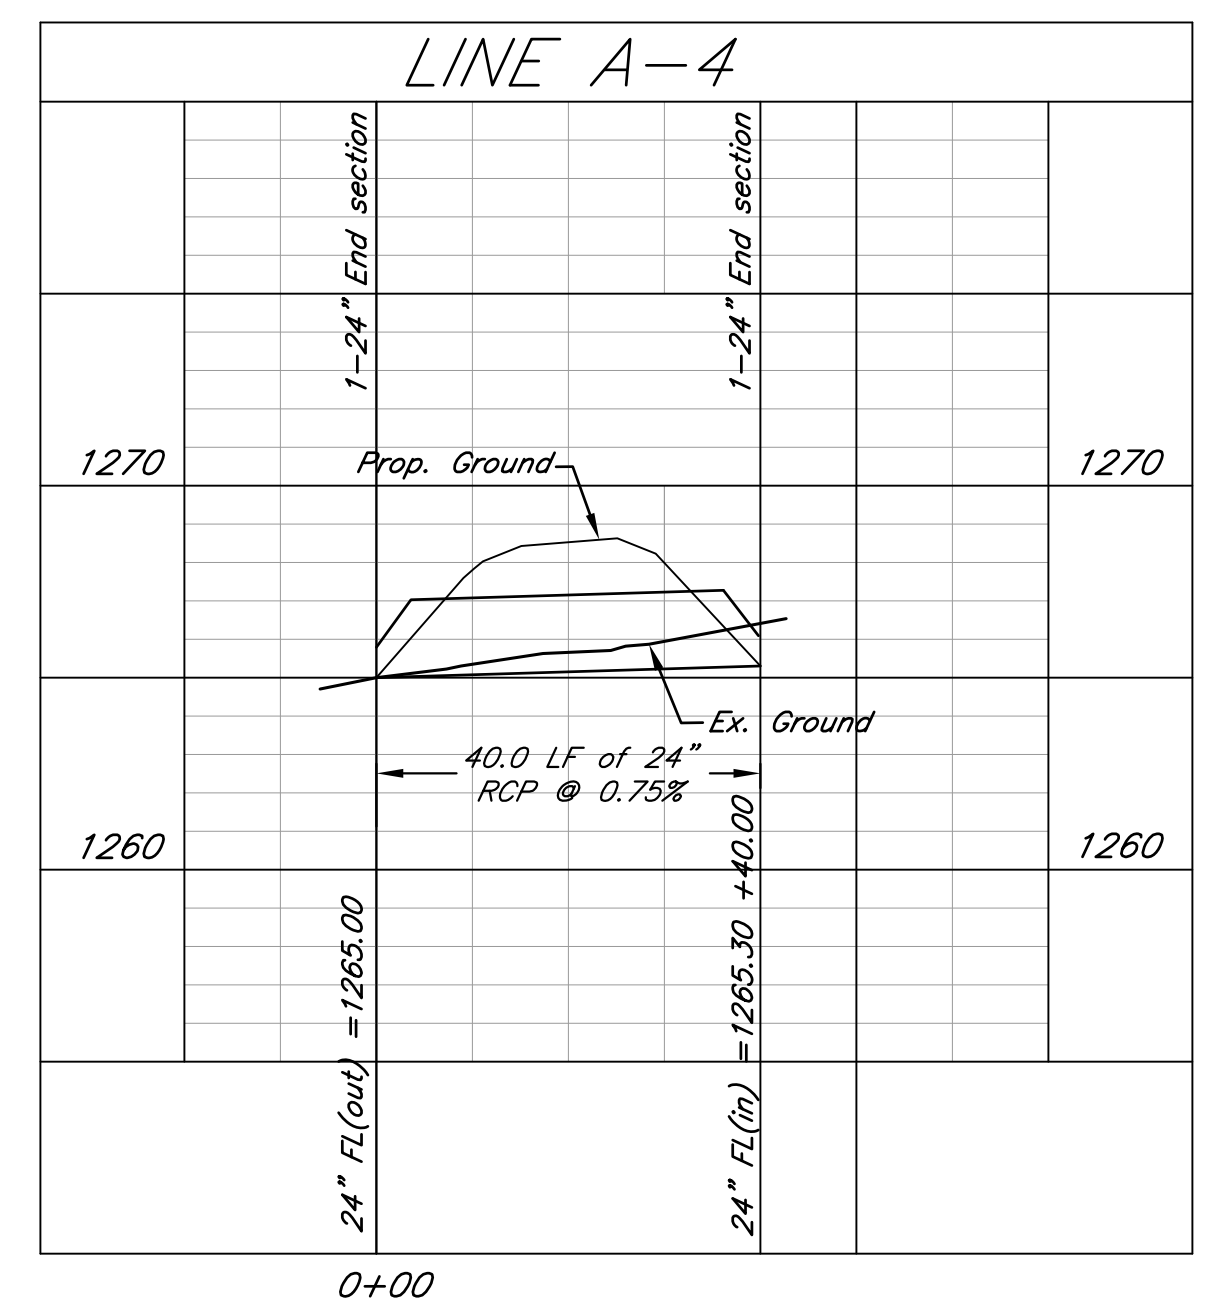 LINE A-4
1-24" End section
1-24" End section
1270
1270
Prop. Ground
Ex. Ground
40.0 LF of 24"
RCP @ 0.75%
1260
1260
24" FL(out) =1265.00
24" FL(in) =1265.30 +40.00
0+00